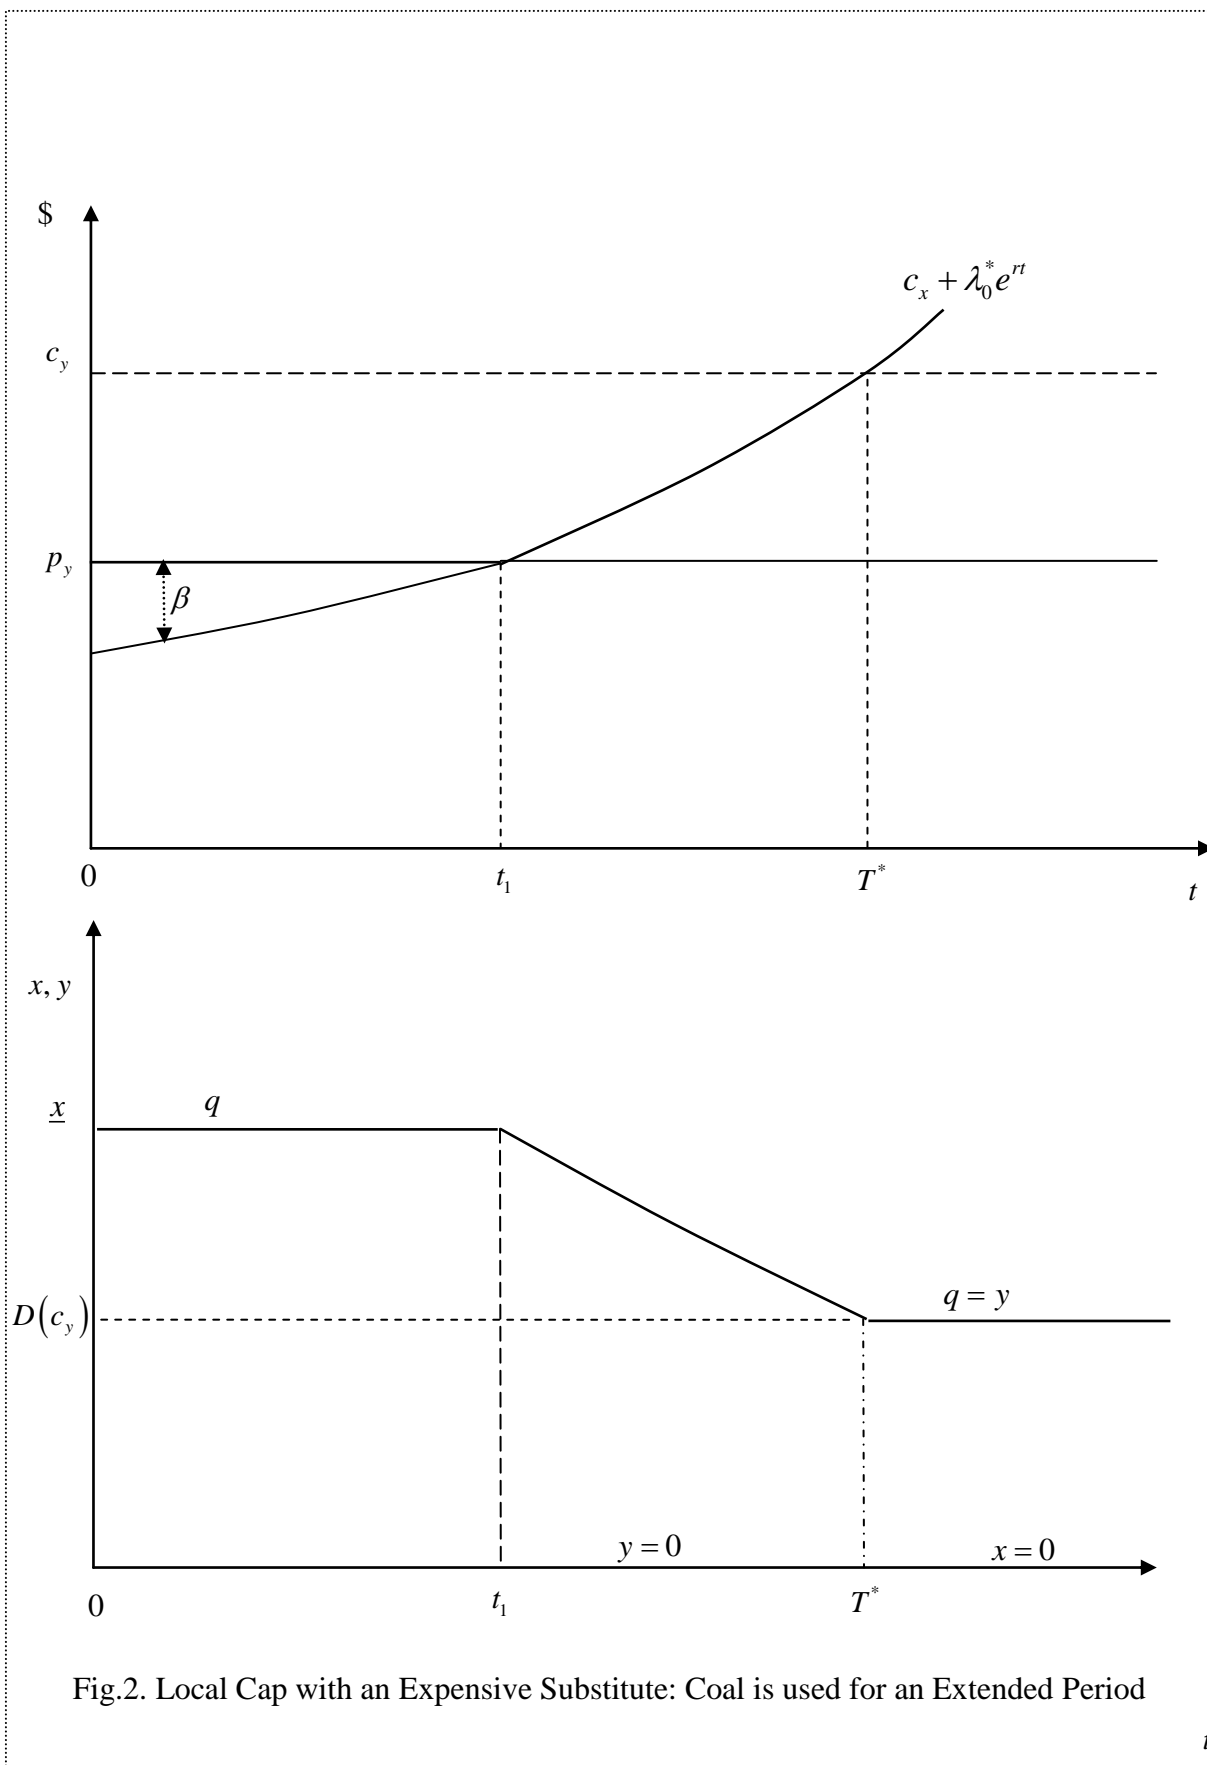 $
c_x + λ_0^* e^{rt}
c_y
p_y
β
0
t_1
T^*
t
x, y
x̲
q
D(c_y)
q = y
y = 0
x = 0
0
t_1
T^*
Fig.2. Local Cap with an Expensive Substitute: Coal is used for an Extended Period
t